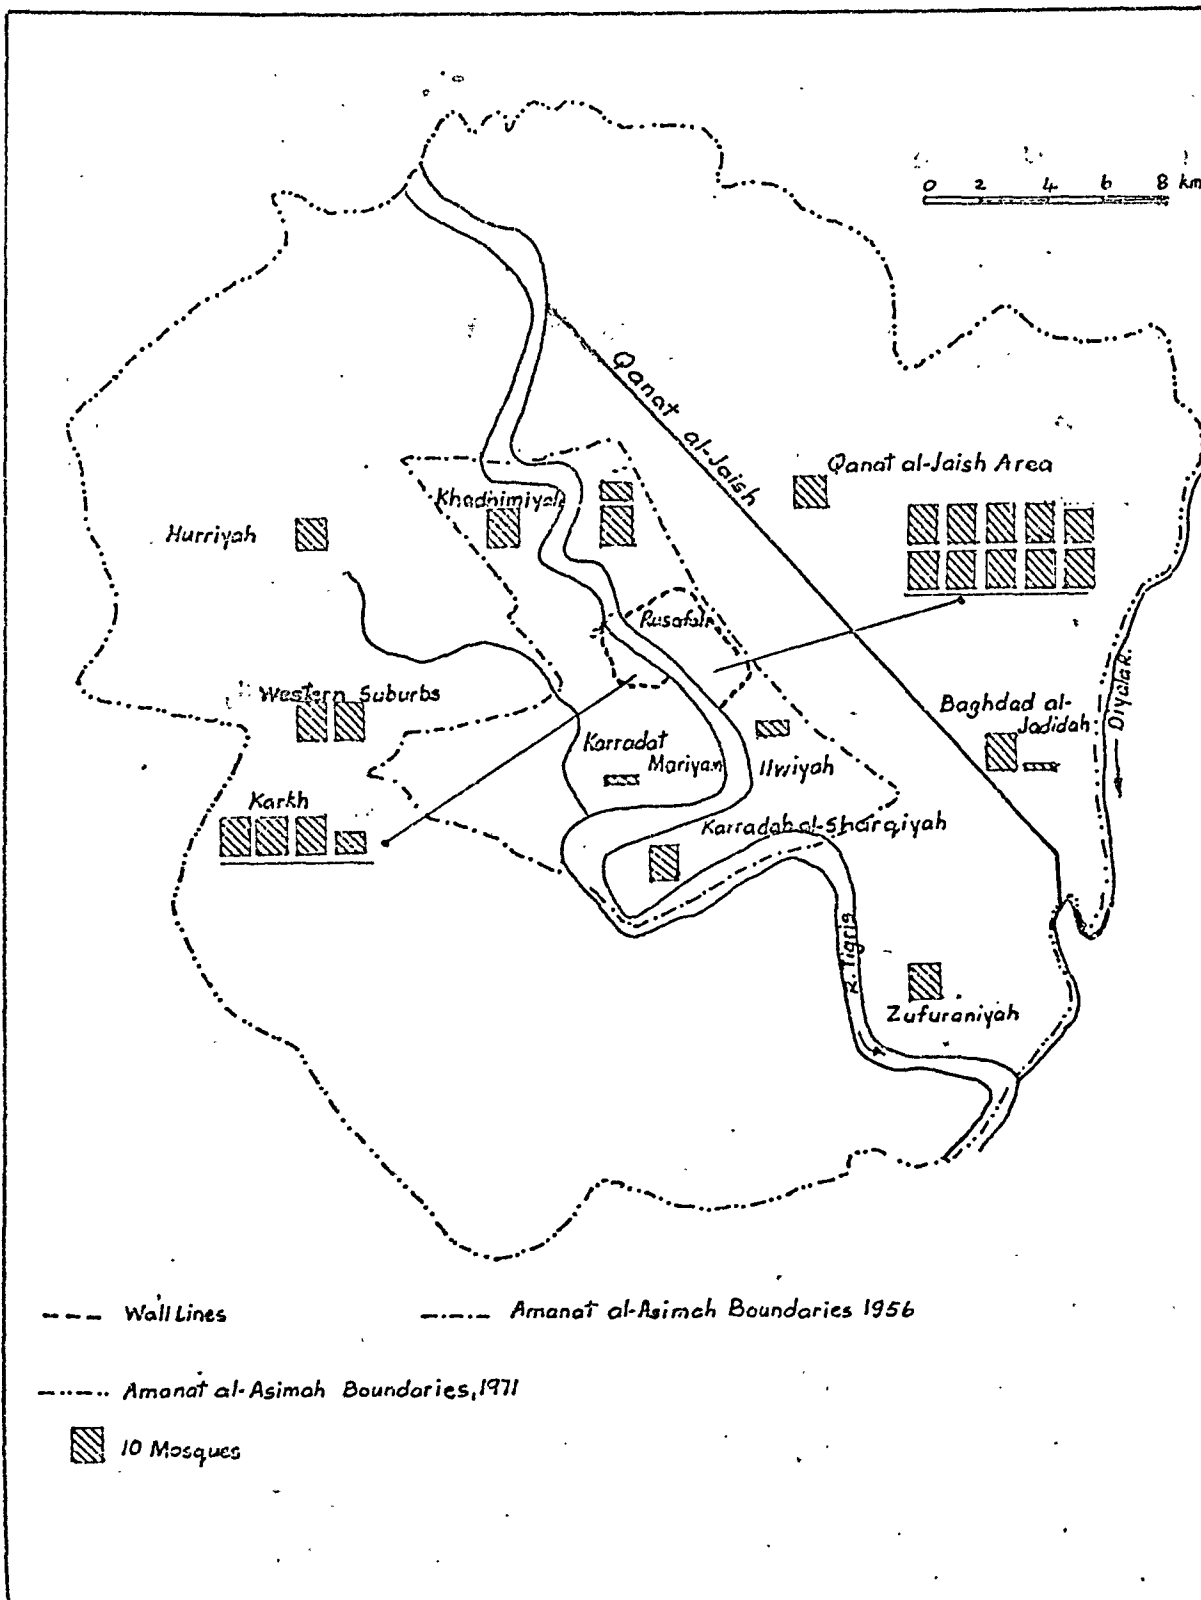 0 2 4 6 8 km
Qanat al-Jaish
Qanat al-Jaish Area
Khadhimiyah
Hurriyah
Rusafah
Diyala R.
Western Suburbs
Baghdad al-
Jadidah
Karradat
Mariyam
Ilwiyah
Karkh
Karradah al-Sharqiyah
R. Tigris
Zufuraniyah
Wall Lines
Amanat al-Asimah Boundaries 1956
Amanat al-Asimah Boundaries, 1971
10 Mosques